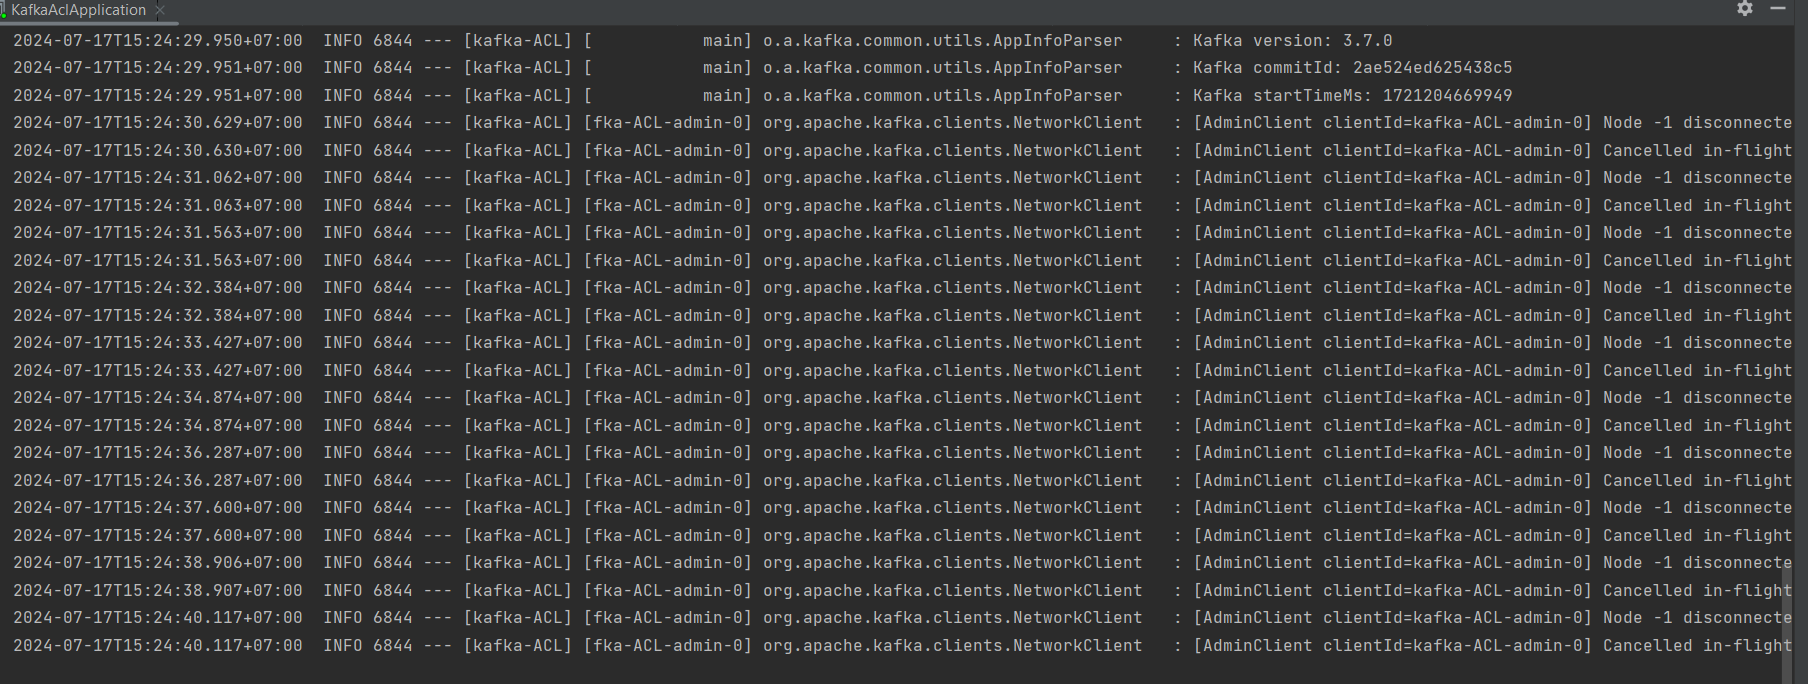 KafkaAclApplication
2024-07-17T15:24:29.950+07:00  INFO 6844 --- [kafka-ACL] [           main] o.a.kafka.common.utils.AppInfoParser     : Kafka version: 3.7.0
2024-07-17T15:24:29.951+07:00  INFO 6844 --- [kafka-ACL] [           main] o.a.kafka.common.utils.AppInfoParser     : Kafka commitId: 2ae524ed625438c5
2024-07-17T15:24:29.951+07:00  INFO 6844 --- [kafka-ACL] [           main] o.a.kafka.common.utils.AppInfoParser     : Kafka startTimeMs: 1721204669949
2024-07-17T15:24:30.629+07:00  INFO 6844 --- [kafka-ACL] [fka-ACL-admin-0] org.apache.kafka.clients.NetworkClient   : [AdminClient clientId=kafka-ACL-admin-0] Node -1 disconnecte
2024-07-17T15:24:30.630+07:00  INFO 6844 --- [kafka-ACL] [fka-ACL-admin-0] org.apache.kafka.clients.NetworkClient   : [AdminClient clientId=kafka-ACL-admin-0] Cancelled in-flight
2024-07-17T15:24:31.062+07:00  INFO 6844 --- [kafka-ACL] [fka-ACL-admin-0] org.apache.kafka.clients.NetworkClient   : [AdminClient clientId=kafka-ACL-admin-0] Node -1 disconnecte
2024-07-17T15:24:31.063+07:00  INFO 6844 --- [kafka-ACL] [fka-ACL-admin-0] org.apache.kafka.clients.NetworkClient   : [AdminClient clientId=kafka-ACL-admin-0] Cancelled in-flight
2024-07-17T15:24:31.563+07:00  INFO 6844 --- [kafka-ACL] [fka-ACL-admin-0] org.apache.kafka.clients.NetworkClient   : [AdminClient clientId=kafka-ACL-admin-0] Node -1 disconnecte
2024-07-17T15:24:31.563+07:00  INFO 6844 --- [kafka-ACL] [fka-ACL-admin-0] org.apache.kafka.clients.NetworkClient   : [AdminClient clientId=kafka-ACL-admin-0] Cancelled in-flight
2024-07-17T15:24:32.384+07:00  INFO 6844 --- [kafka-ACL] [fka-ACL-admin-0] org.apache.kafka.clients.NetworkClient   : [AdminClient clientId=kafka-ACL-admin-0] Node -1 disconnecte
2024-07-17T15:24:32.384+07:00  INFO 6844 --- [kafka-ACL] [fka-ACL-admin-0] org.apache.kafka.clients.NetworkClient   : [AdminClient clientId=kafka-ACL-admin-0] Cancelled in-flight
2024-07-17T15:24:33.427+07:00  INFO 6844 --- [kafka-ACL] [fka-ACL-admin-0] org.apache.kafka.clients.NetworkClient   : [AdminClient clientId=kafka-ACL-admin-0] Node -1 disconnecte
2024-07-17T15:24:33.427+07:00  INFO 6844 --- [kafka-ACL] [fka-ACL-admin-0] org.apache.kafka.clients.NetworkClient   : [AdminClient clientId=kafka-ACL-admin-0] Cancelled in-flight
2024-07-17T15:24:34.874+07:00  INFO 6844 --- [kafka-ACL] [fka-ACL-admin-0] org.apache.kafka.clients.NetworkClient   : [AdminClient clientId=kafka-ACL-admin-0] Node -1 disconnecte
2024-07-17T15:24:34.874+07:00  INFO 6844 --- [kafka-ACL] [fka-ACL-admin-0] org.apache.kafka.clients.NetworkClient   : [AdminClient clientId=kafka-ACL-admin-0] Cancelled in-flight
2024-07-17T15:24:36.287+07:00  INFO 6844 --- [kafka-ACL] [fka-ACL-admin-0] org.apache.kafka.clients.NetworkClient   : [AdminClient clientId=kafka-ACL-admin-0] Node -1 disconnecte
2024-07-17T15:24:36.287+07:00  INFO 6844 --- [kafka-ACL] [fka-ACL-admin-0] org.apache.kafka.clients.NetworkClient   : [AdminClient clientId=kafka-ACL-admin-0] Cancelled in-flight
2024-07-17T15:24:37.600+07:00  INFO 6844 --- [kafka-ACL] [fka-ACL-admin-0] org.apache.kafka.clients.NetworkClient   : [AdminClient clientId=kafka-ACL-admin-0] Node -1 disconnecte
2024-07-17T15:24:37.600+07:00  INFO 6844 --- [kafka-ACL] [fka-ACL-admin-0] org.apache.kafka.clients.NetworkClient   : [AdminClient clientId=kafka-ACL-admin-0] Cancelled in-flight
2024-07-17T15:24:38.906+07:00  INFO 6844 --- [kafka-ACL] [fka-ACL-admin-0] org.apache.kafka.clients.NetworkClient   : [AdminClient clientId=kafka-ACL-admin-0] Node -1 disconnecte
2024-07-17T15:24:38.907+07:00  INFO 6844 --- [kafka-ACL] [fka-ACL-admin-0] org.apache.kafka.clients.NetworkClient   : [AdminClient clientId=kafka-ACL-admin-0] Cancelled in-flight
2024-07-17T15:24:40.117+07:00  INFO 6844 --- [kafka-ACL] [fka-ACL-admin-0] org.apache.kafka.clients.NetworkClient   : [AdminClient clientId=kafka-ACL-admin-0] Node -1 disconnecte
2024-07-17T15:24:40.117+07:00  INFO 6844 --- [kafka-ACL] [fka-ACL-admin-0] org.apache.kafka.clients.NetworkClient   : [AdminClient clientId=kafka-ACL-admin-0] Cancelled in-flight